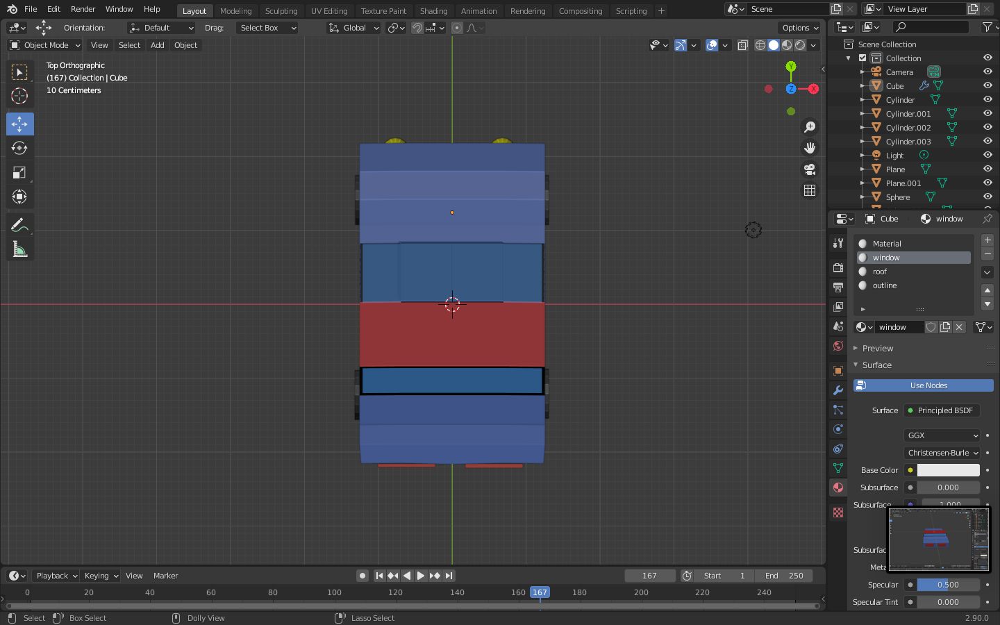 File Edit Render Window Help Layout Modeling Sculpting UV Editing Texture Paint Shading Animation Rendering Compositing Scripting + Scene View Layer
Orientation: Default Drag: Select Box Global Options
Object Mode View Select Add Object
Top Orthographic
(167) Collection | Cube
10 Centimeters
Y
Z
X
Scene Collection
Collection
Camera
Cube
Cylinder
Cylinder.001
Cylinder.002
Cylinder.003
Light
Plane
Plane.001
Sphere
Cube window
Material
window
roof
outline
window
Preview
Surface
Use Nodes
Surface Principled BSDF
GGX
Christensen-Burle
Base Color
Subsurface 0.000
Subsurface 1.000
Subsurfac
Meta
Specular 0.500
Specular Tint 0.000
Playback Keying View Marker 167 Start 1 End 250
0 20 40 60 80 100 120 140 160 167 180 200 220 240
Select Box Select Dolly View Lasso Select 2.90.0